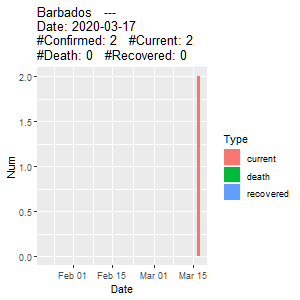 Barbados   ---
Date: 2020-03-17
#Confirmed: 2   #Current: 2
#Death: 0   #Recovered: 0
2.0
1.5
1.0
0.5
0.0
Num
Feb 01
Feb 15
Mar 01
Mar 15
Date
Type
current
death
recovered